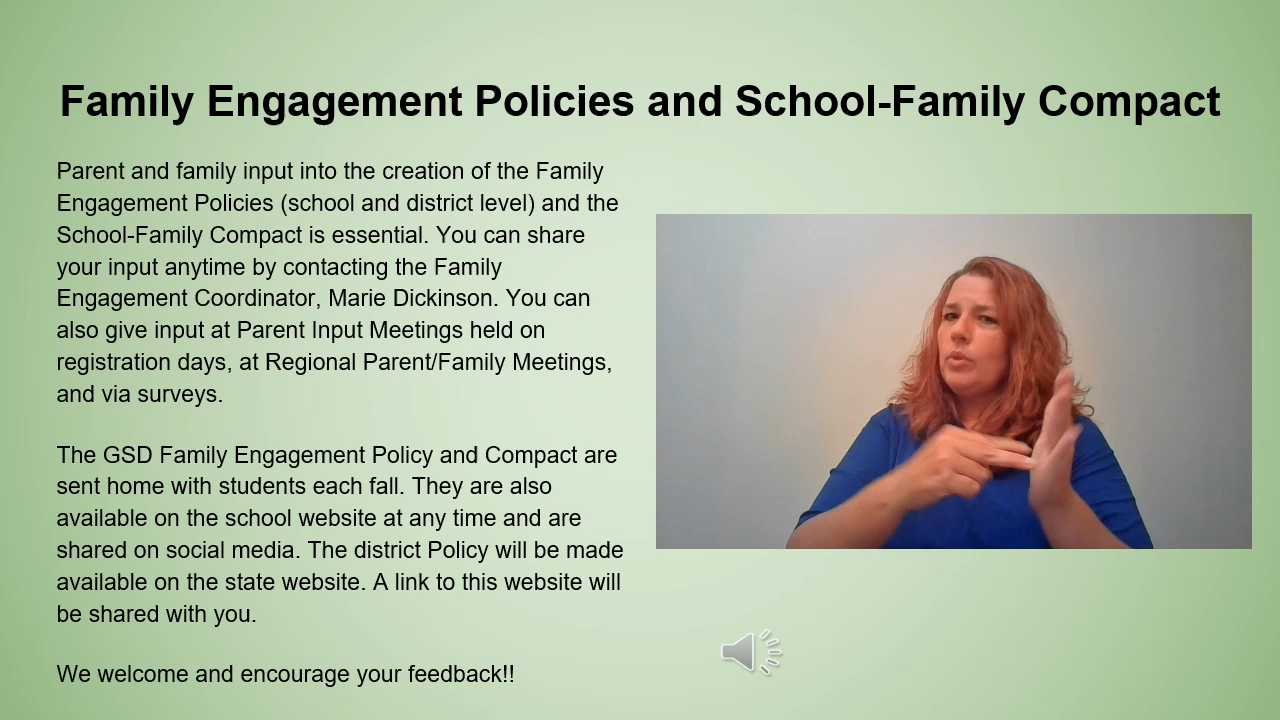 Family Engagement Policies and School-Family Compact
Parent and family input into the creation of the Family
Engagement Policies (school and district level) and the
School-Family Compact is essential. You can share
your input anytime by contacting the Family
Engagement Coordinator, Marie Dickinson. You can
also give input at Parent Input Meetings held on
registration days, at Regional Parent/Family Meetings,
and via surveys.
The GSD Family Engagement Policy and Compact are
sent home with students each fall. They are also
available on the school website at any time and are
shared on social media. The district Policy will be made
available on the state website. A link to this website will
be shared with you.
We welcome and encourage your feedback!!